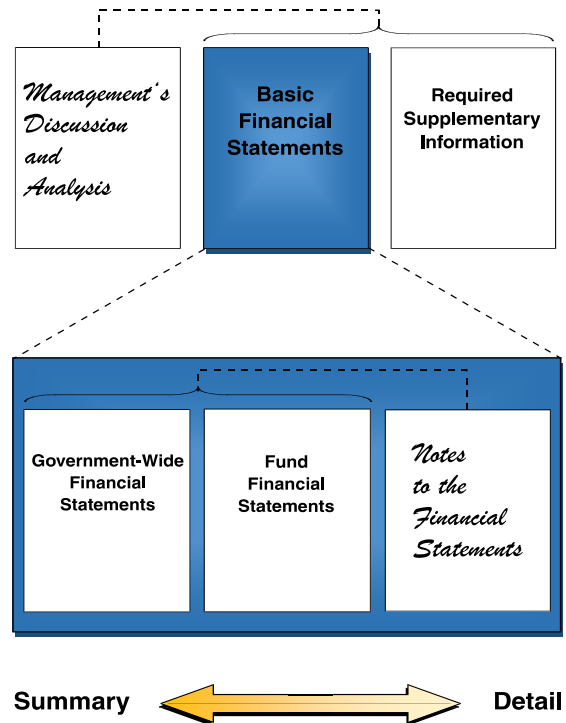 Management's
Discussion
and
Analysis
Basic
Financial
Statements
Required
Supplementary
Information
Government-Wide
Financial
Statements
Fund
Financial
Statements
Notes
to the
Financial
Statements
Summary
Detail